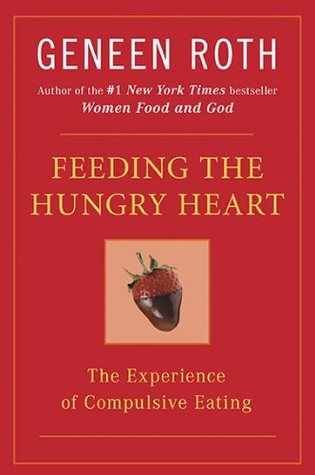 GENEEN ROTH
Author of the #1 New York Times bestseller
Women Food and God
FEEDING THE
HUNGRY HEART
The Experience
of Compulsive Eating